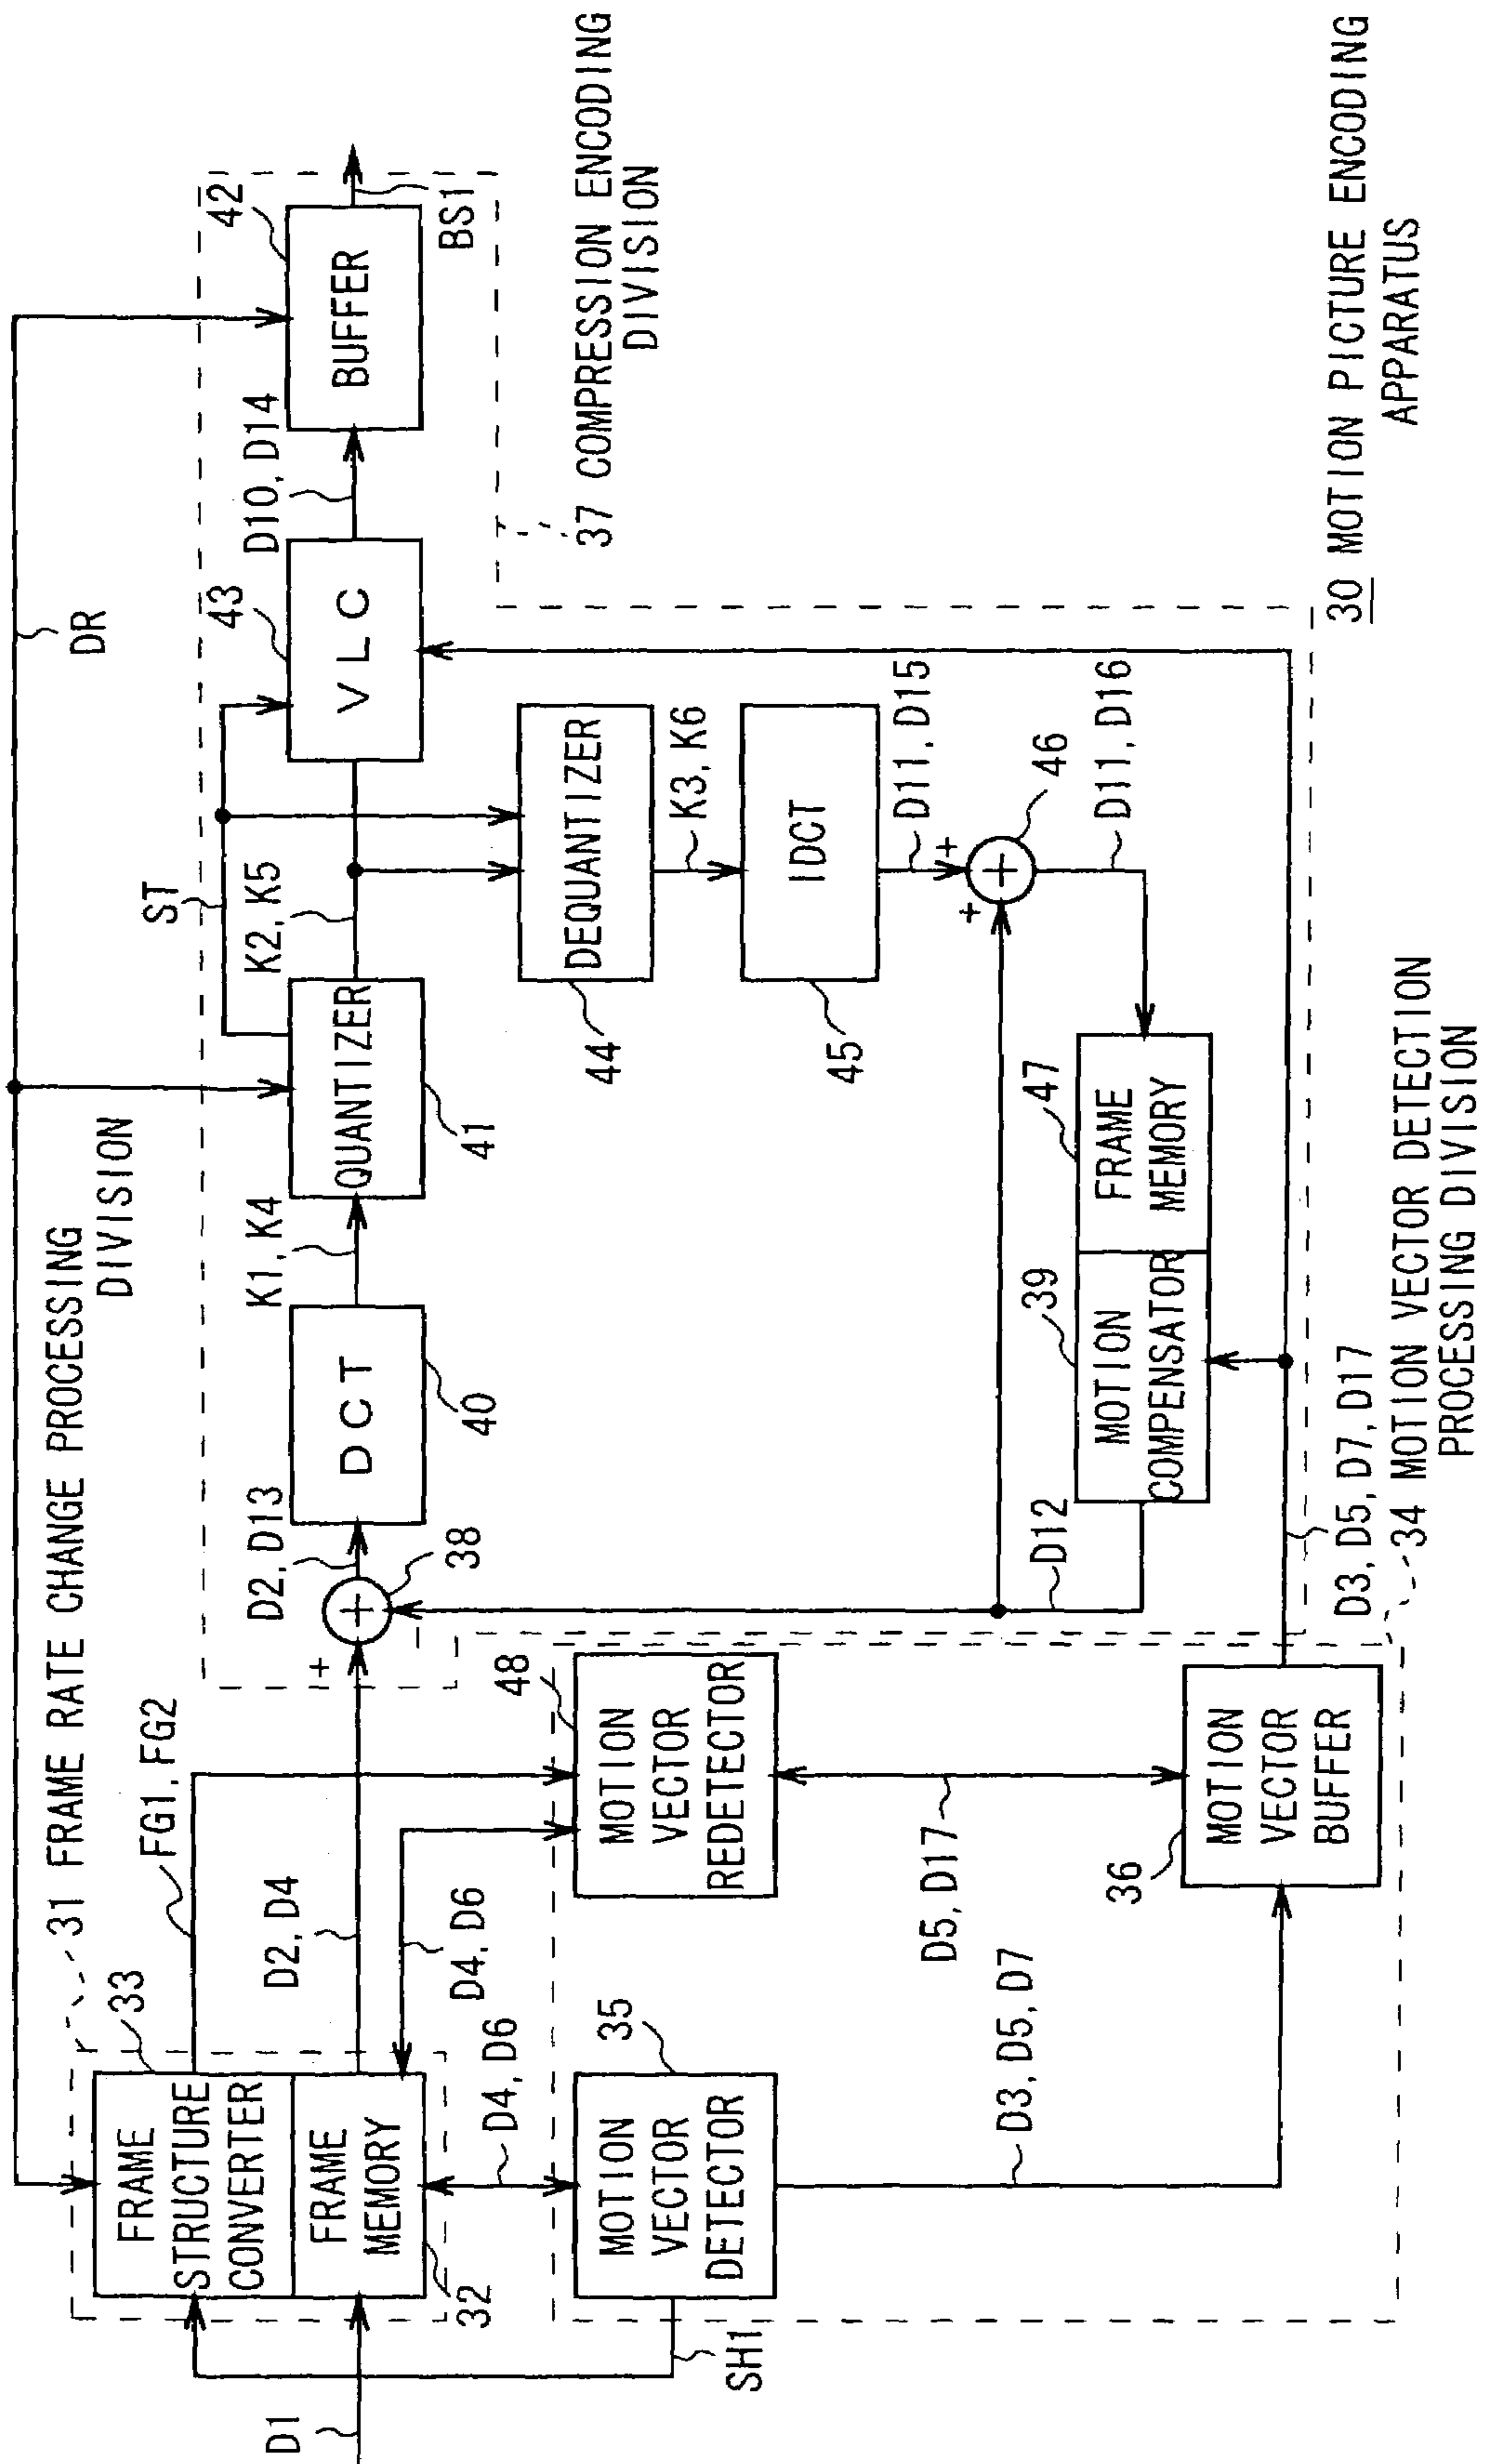 31 FRAME RATE CHANGE PROCESSING
DIVISION
DR
FG1, FG2
ST
33
FRAME
STRUCTURE
CONVERTER
FRAME
MEMORY
32
D1
SH1
D2, D4
D4, D6
D4, D6
+
+
38
D2, D13
DCT
40
K1, K4
QUANTIZER
41
K2, K5
VLC
43
D10, D14
BUFFER
42
BS1
37 COMPRESSION ENCODING
DIVISION
DEQUANTIZER
44
K3, K6
IDCT
45
D11, D15
+
+
+
46
D11, D16
FRAME
MEMORY
47
MOTION
COMPENSATOR
39
D12
MOTION
VECTOR
DETECTOR
35
D3, D5, D7
MOTION
VECTOR
REDETECTOR
48
D5, D17
MOTION
VECTOR
BUFFER
36
D3, D5, D7, D17
34 MOTION VECTOR DETECTION
PROCESSING DIVISION
30 MOTION PICTURE ENCODING
APPARATUS